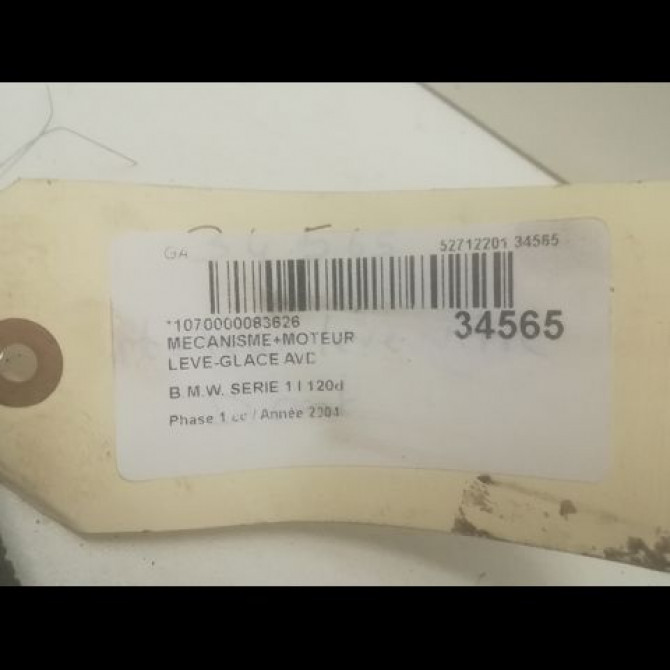 GA
52712201 34565
*1070000083626
34565
MECANISME+MOTEUR
LEVE-GLACE AVD
B.M.W. SERIE 1 I 120d
Phase 1 cc / Année 2004